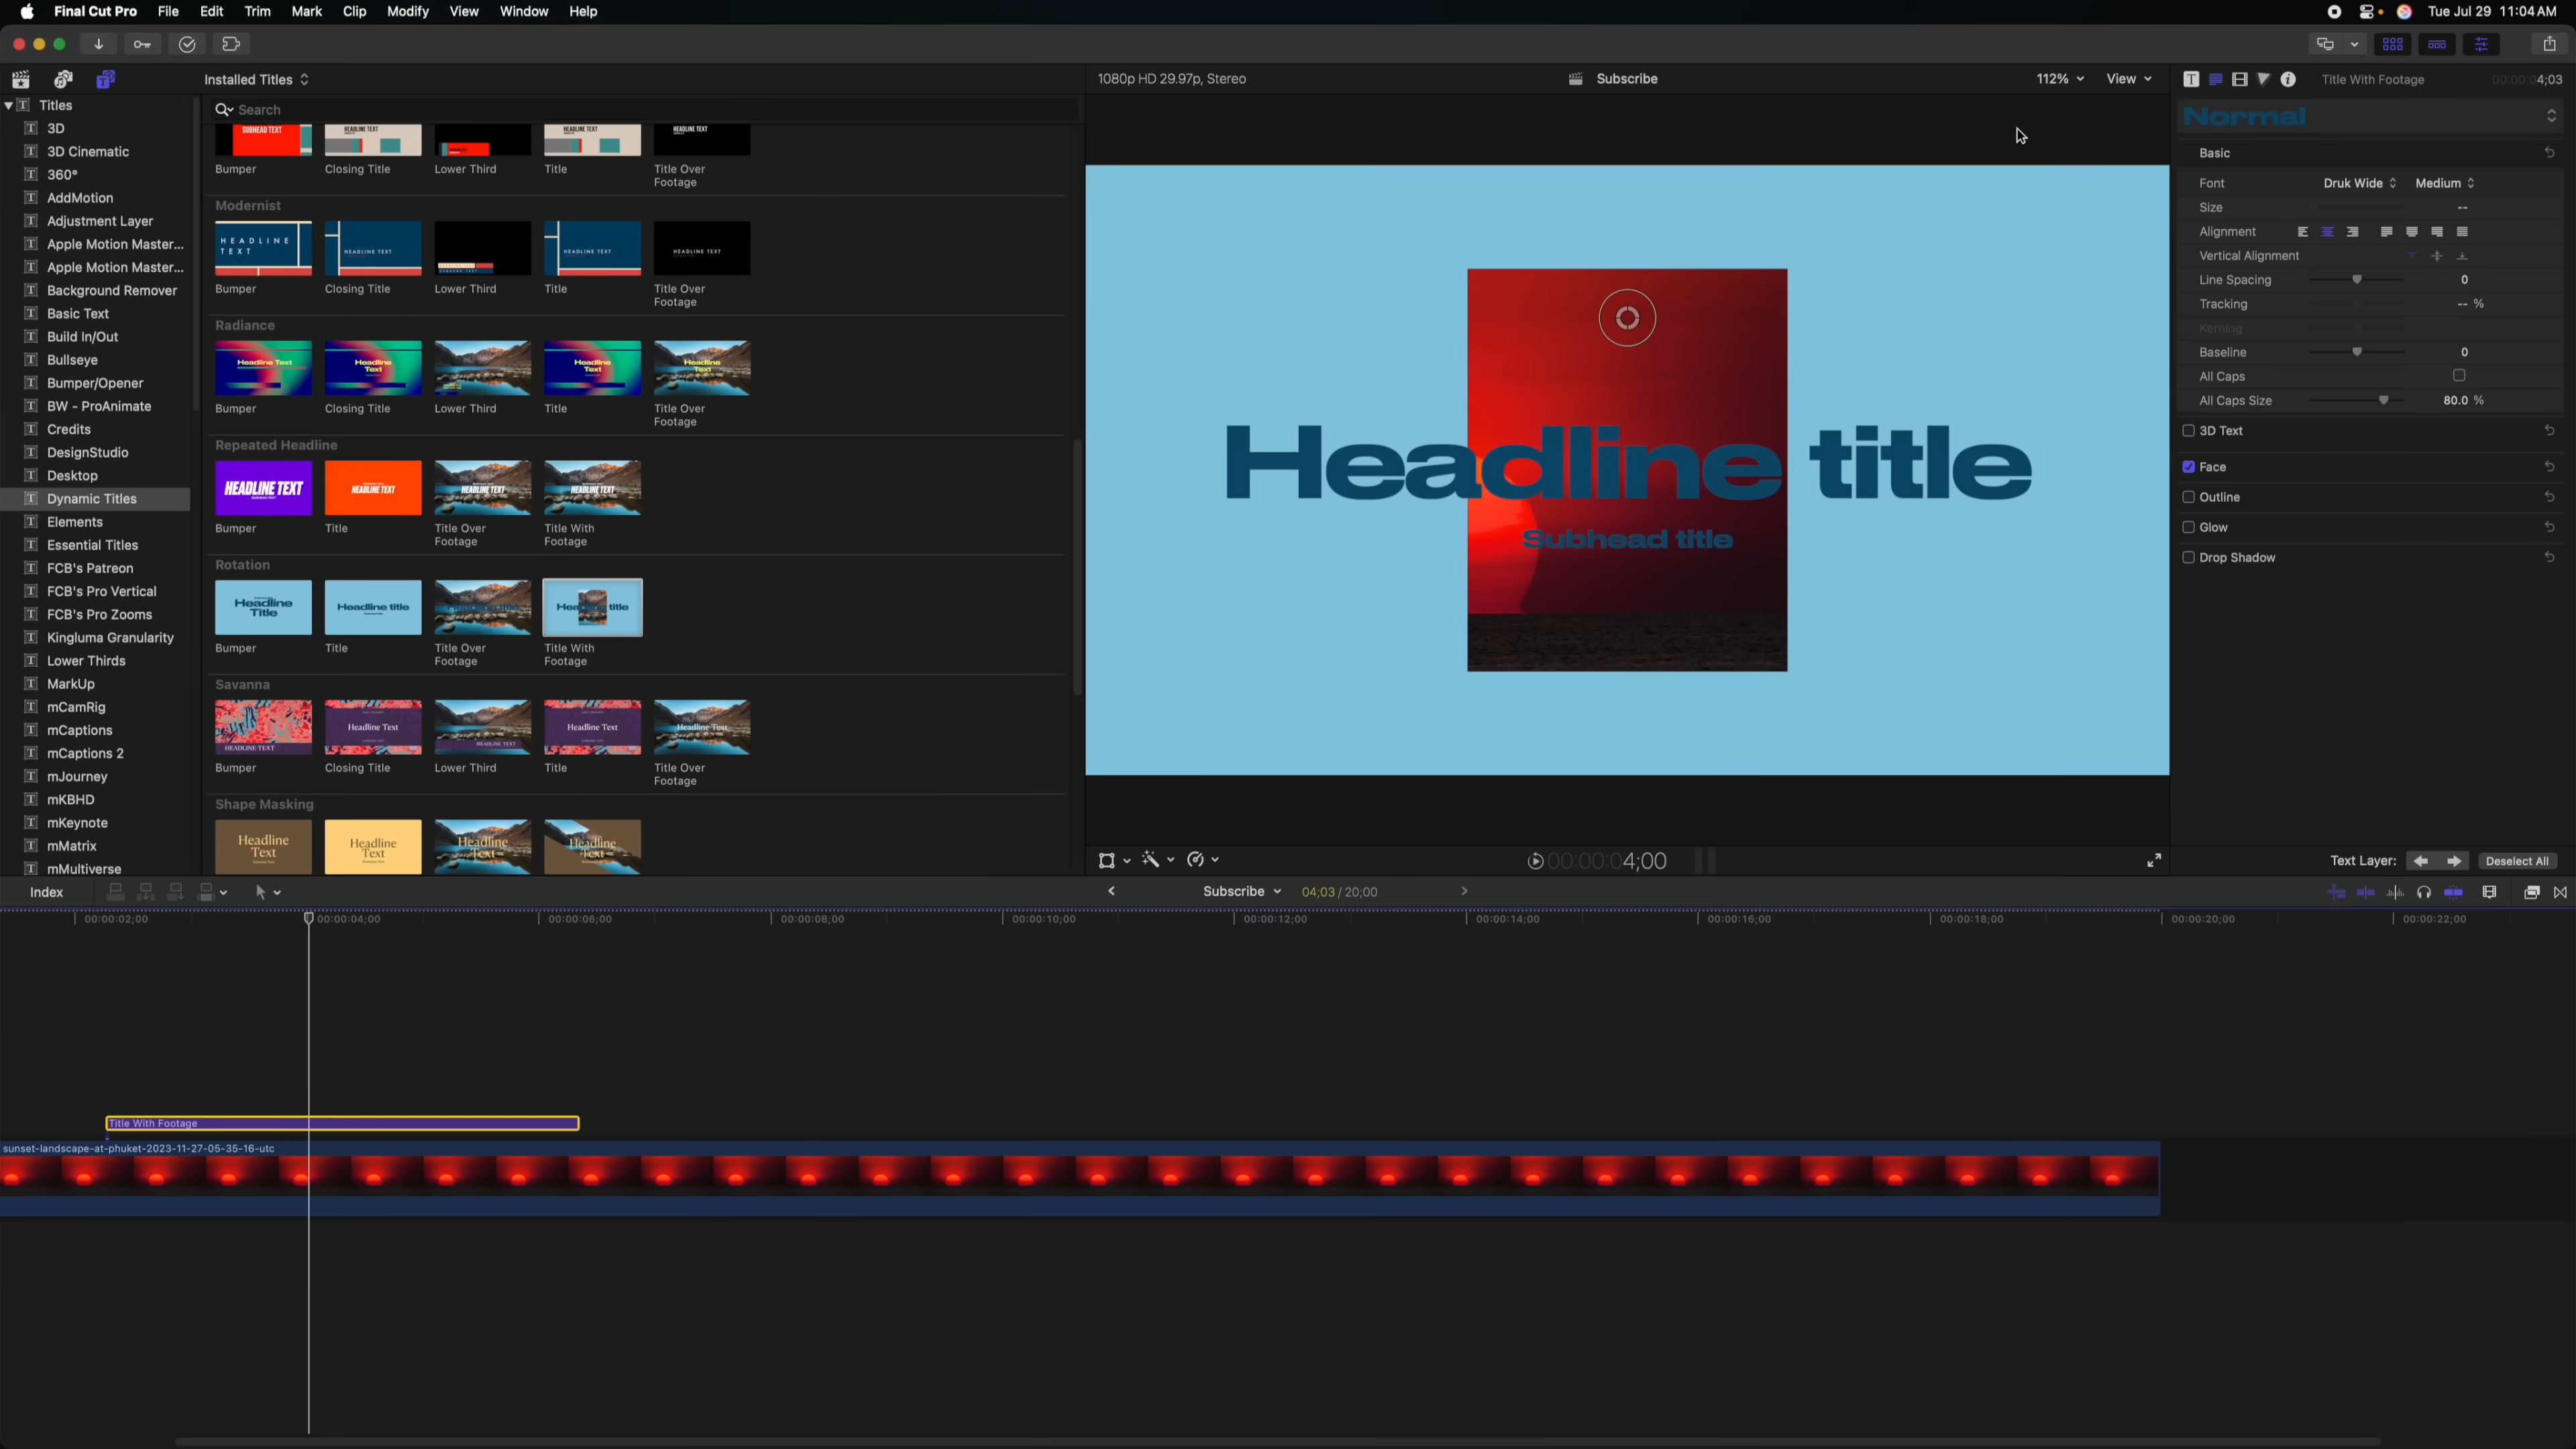 Final Cut Pro File Edit Trim Mark Clip Modify View Window Help Tue Jul 29 11:04 AM
Installed Titles
1080p HD 29.97p, Stereo Subscribe 112% View
Title With Footage 00:00:04;03
Titles
3D
3D Cinematic
360°
AddMotion
Adjustment Layer
Apple Motion Master...
Apple Motion Master...
Background Remover
Basic Text
Build In/Out
Bullseye
Bumper/Opener
BW - ProAnimate
Credits
DesignStudio
Desktop
Dynamic Titles
Elements
Essential Titles
FCB's Patreon
FCB's Pro Vertical
FCB's Pro Zooms
Kingluma Granularity
Lower Thirds
MarkUp
mCamRig
mCaptions
mCaptions 2
mJourney
mKBHD
mKeynote
mMatrix
mMultiverse
Search
SUBHEAD TEXT HEADLINE TEXT HEADLINE TEXT HEADLINE TEXT
Bumper Closing Title Lower Third Title Title Over Footage
Modernist
HEADLINE TEXT HEADLINE TEXT HEADLINE TEXT HEADLINE TEXT
Bumper Closing Title Lower Third Title Title Over Footage
Radiance
Headline Text Headline Text Headline Text Headline Text
Bumper Closing Title Lower Third Title Title Over Footage
Repeated Headline
HEADLINE TEXT HEADLINE TEXT HEADLINE TEXT HEADLINE TEXT
Bumper Title Title Over Footage Title With Footage
Rotation
Headline Title Headline title Headline title Headline title
Bumper Title Title Over Footage Title With Footage
Savanna
HEADLINE TEXT Headline Text HEADLINE TEXT Headline Text Headline Text
Bumper Closing Title Lower Third Title Title Over Footage
Shape Masking
Headline Text Headline Text Headline Text Headline Text
Headline title
Subhead title
00:00:04;00
Normal
Basic
Font Druk Wide Medium
Size --
Alignment
Vertical Alignment
Line Spacing 0
Tracking -- %
Kerning
Baseline 0
All Caps
All Caps Size 80.0 %
3D Text
Face
Outline
Glow
Drop Shadow
Text Layer: Deselect All
Index Subscribe 04;03 / 20;00
00:00:02;00 00:00:04;00 00:00:06;00 00:00:08;00 00:00:10;00 00:00:12;00 00:00:14;00 00:00:16;00 00:00:18;00 00:00:20;00 00:00:22;00
Title With Footage
sunset-landscape-at-phuket-2023-11-27-05-35-16-utc